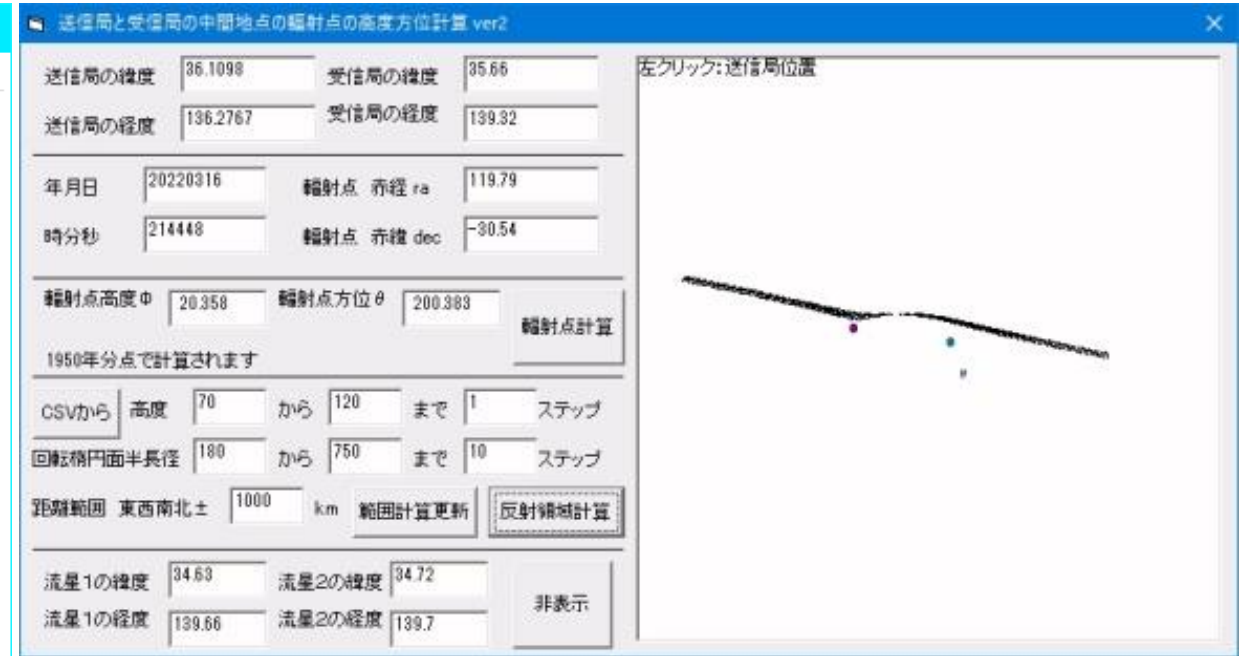 送信局と受信局の中間地点の輻射点の高度方位計算 ver2
送信局の緯度 36.1098 受信局の緯度 35.66
送信局の経度 136.2767 受信局の経度 139.32
年月日 20220316 輻射点 赤経 ra 119.79
時分秒 214448 輻射点 赤緯 dec -30.54
輻射点高度Φ 20.358 輻射点方位θ 200.383 輻射点計算
1950年分点で計算されます
CSVから 高度 70 から 120 まで 1 ステップ
回転楕円面半長径 180 から 750 まで 10 ステップ
距離範囲 東西南北± 1000 km 範囲計算更新 反射領域計算
流星1の緯度 34.63 流星2の緯度 34.72
流星1の経度 139.66 流星2の経度 139.7 非表示
左クリック:送信局位置